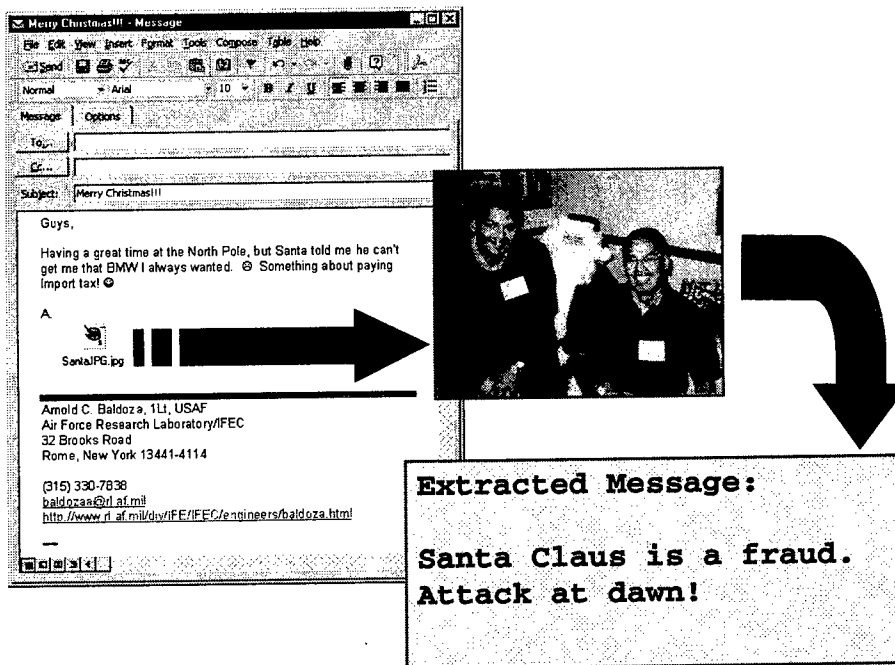 Merry Christmas!!! - Message
File Edit View Insert Format Tools Compose Table Help
Send
Normal Arial 10 B I U
Message Options
To...
Cc...
Subject: Merry Christmas!!!
Guys,
Having a great time at the North Pole, but Santa told me he can't
get me that BMW I always wanted. ☹ Something about paying
import tax! ☺
A.
SantaJPG.jpg
Arnold C. Baldoza, 1Lt, USAF
Air Force Research Laboratory/IFEC
32 Brooks Road
Rome, New York 13441-4114
(315) 330-7838
baldozaa@rl.af.mil
http://www.rl.af.mil/div/IFE/IFEC/engineers/baldoza.html
Extracted Message:
Santa Claus is a fraud.
Attack at dawn!